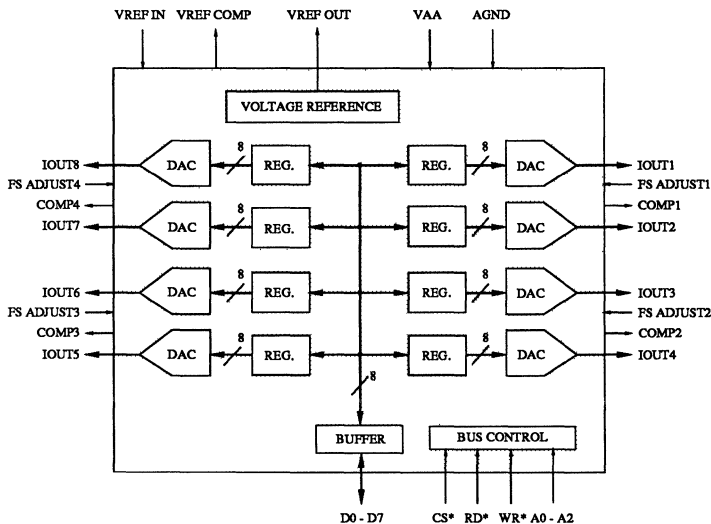 VREF IN VREF COMP VREF OUT VAA AGND
VOLTAGE REFERENCE
IOUT8 DAC 8 REG. REG. 8 DAC IOUT1
FS ADJUST4 FS ADJUST1
COMP4 COMP1
IOUT7 DAC 8 REG. REG. 8 DAC IOUT2
IOUT6 DAC 8 REG. REG. 8 DAC IOUT3
FS ADJUST3 FS ADJUST2
COMP3 COMP2
IOUT5 DAC 8 REG. REG. 8 DAC IOUT4
8
BUFFER BUS CONTROL
D0 - D7 CS* RD* WR* A0 - A2